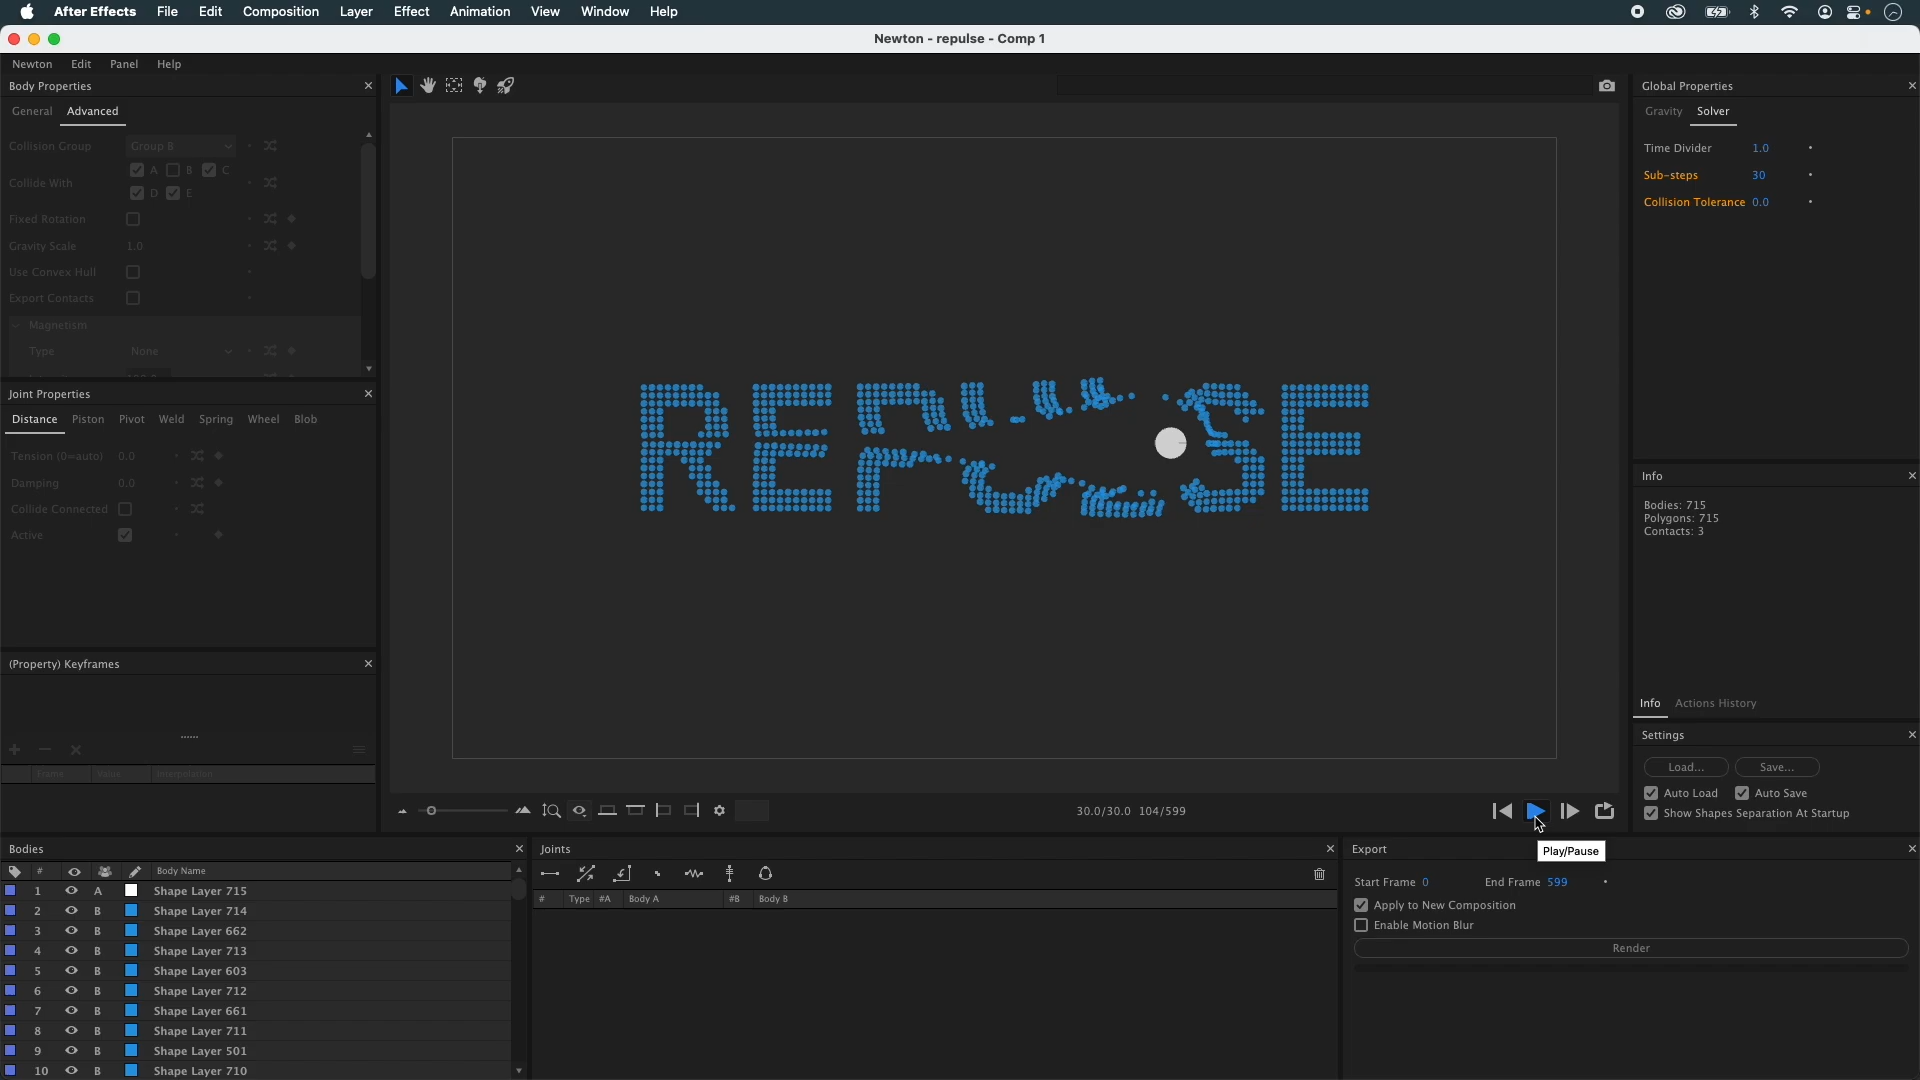 After Effects File Edit Composition Layer Effect Animation View Window Help
Newton - repulse - Comp 1
Newton Edit Panel Help
Body Properties
General Advanced
Collision Group Group B
A B C
Collide With
D E
Fixed Rotation
Gravity Scale 1.0
Use Convex Hull
Export Contacts
Magnetism
Type None
Joint Properties
Distance Piston Pivot Weld Spring Wheel Blob
Tension (0=auto) 0.0
Damping 0.0
Collide Connected
Active
(Property) Keyframes
Frame Value Interpolation
REPULSE
30.0/30.0 104/599
Play/Pause
Global Properties
Gravity Solver
Time Divider 1.0
Sub-steps 30
Collision Tolerance 0.0
Info
Bodies: 715
Polygons: 715
Contacts: 3
Info Actions History
Settings
Load... Save...
Auto Load Auto Save
Show Shapes Separation At Startup
Bodies
# Body Name
1 A Shape Layer 715
2 B Shape Layer 714
3 B Shape Layer 662
4 B Shape Layer 713
5 B Shape Layer 603
6 B Shape Layer 712
7 B Shape Layer 661
8 B Shape Layer 711
9 B Shape Layer 501
10 B Shape Layer 710
Joints
# Type #A Body A #B Body B
Export
Start Frame 0 End Frame 599
Apply to New Composition
Enable Motion Blur
Render